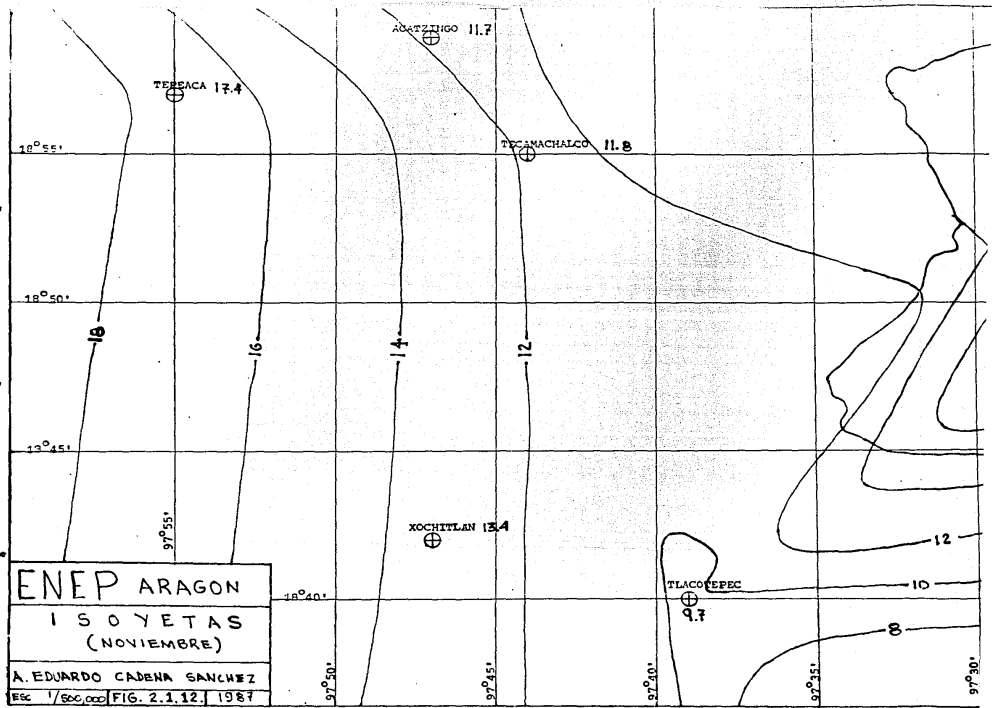 ACATZINGO 11.7
TEPEACA 17.4
TECAMACHALCO 11.8
18°55'
18°50'
18
16
14
12
13°45'
97°55'
XOCHITLAN 13.4
12
10
TLACOTEPEC
9.7
8
18°40'
97°50'
97°45'
97°40'
97°35'
97°30'
ENEP ARAGON
ISOYETAS
(NOVIEMBRE)
A. EDUARDO CADENA SANCHEZ
ESC 1/500,000 FIG. 2.1.12. 1987